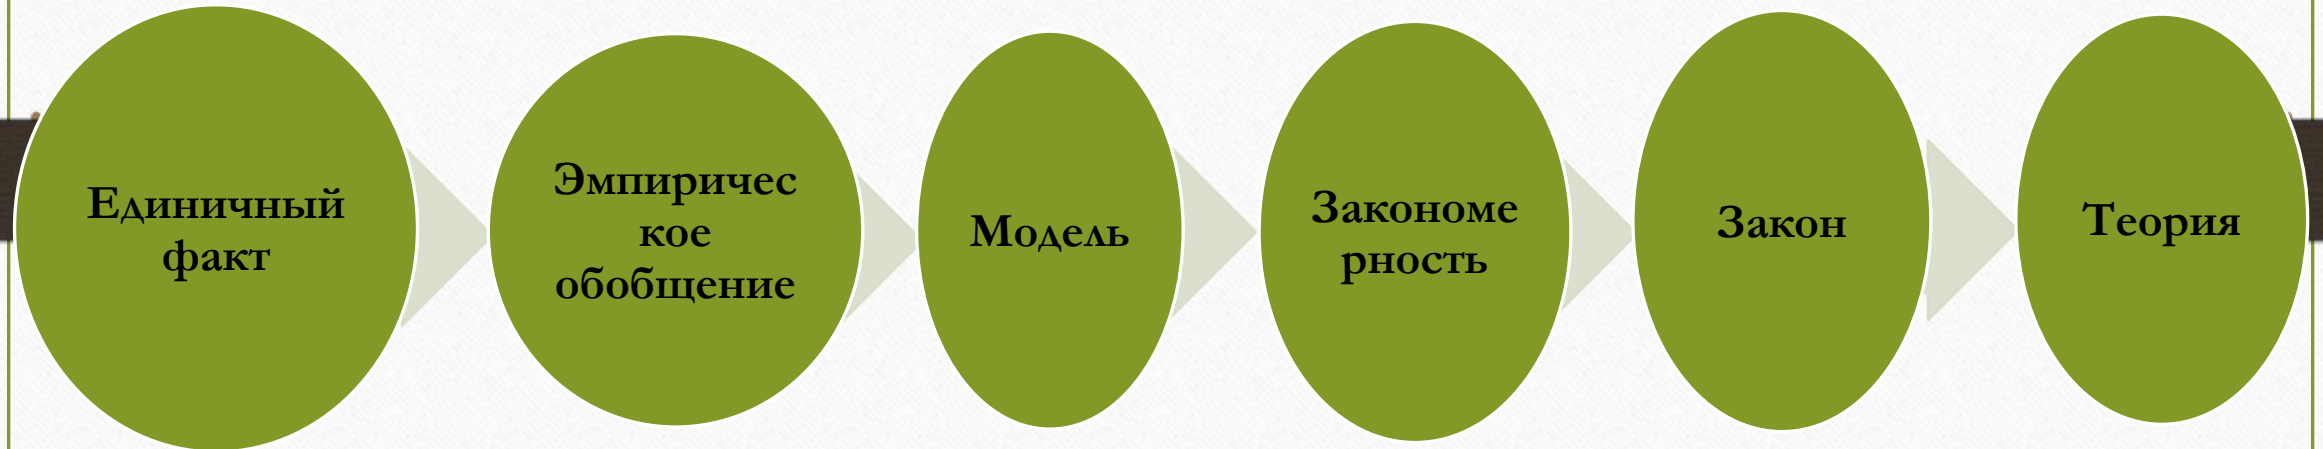 Единичный
факт
Эмпиричес
кое
обобщение
Модель
Закономе
рность
Закон
Теория